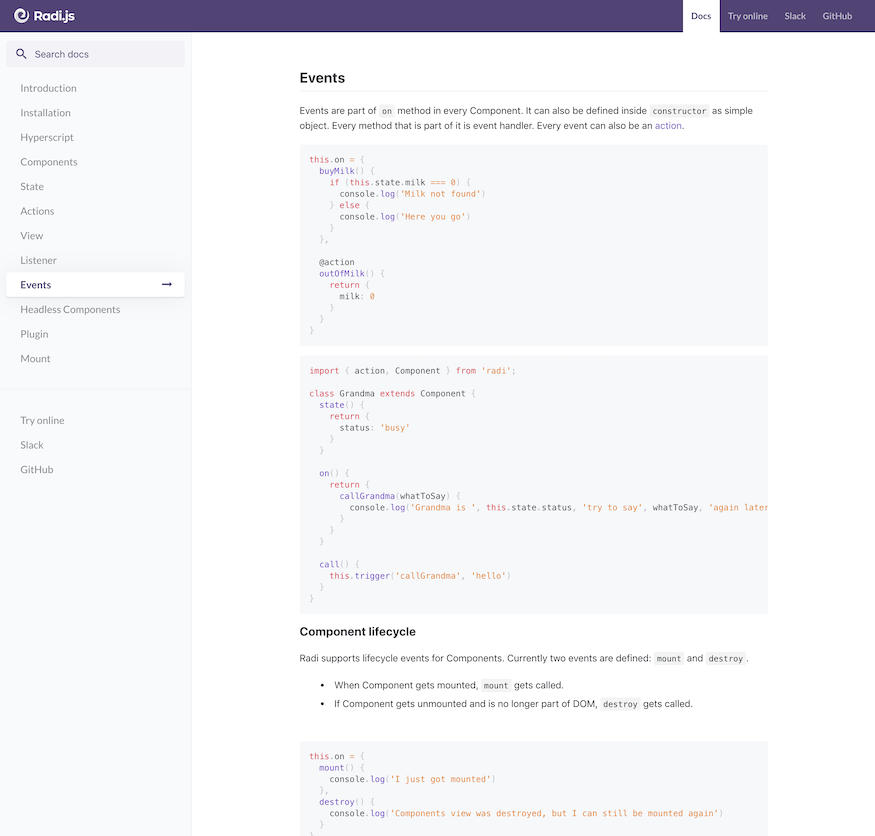 Radi.js
Docs
Try online
Slack
GitHub
Search docs
Introduction
Installation
Hyperscript
Components
State
Actions
View
Listener
Events →
Headless Components
Plugin
Mount
Try online
Slack
GitHub
Events
Events are part of on method in every Component. It can also be defined inside constructor as simple
object. Every method that is part of it is event handler. Every event can also be an action.
this.on = {
  buyMilk() {
    if (this.state.milk === 0) {
      console.log('Milk not found')
    } else {
      console.log('Here you go')
    }
  },

  @action
  outOfMilk() {
    return {
      milk: 0
    }
  }
}
import { action, Component } from 'radi';

class Grandma extends Component {
  state() {
    return {
      status: 'busy'
    }
  }

  on() {
    return {
      callGrandma(whatToSay) {
        console.log('Grandma is ', this.state.status, 'try to say', whatToSay, 'again later
      }
    }
  }

  call() {
    this.trigger('callGrandma', 'hello')
  }
}
Component lifecycle
Radi supports lifecycle events for Components. Currently two events are defined: mount and destroy.
• When Component gets mounted, mount gets called.
• If Component gets unmounted and is no longer part of DOM, destroy gets called.
this.on = {
  mount() {
    console.log('I just got mounted')
  },
  destroy() {
    console.log('Components view was destroyed, but I can still be mounted again')
  }
}